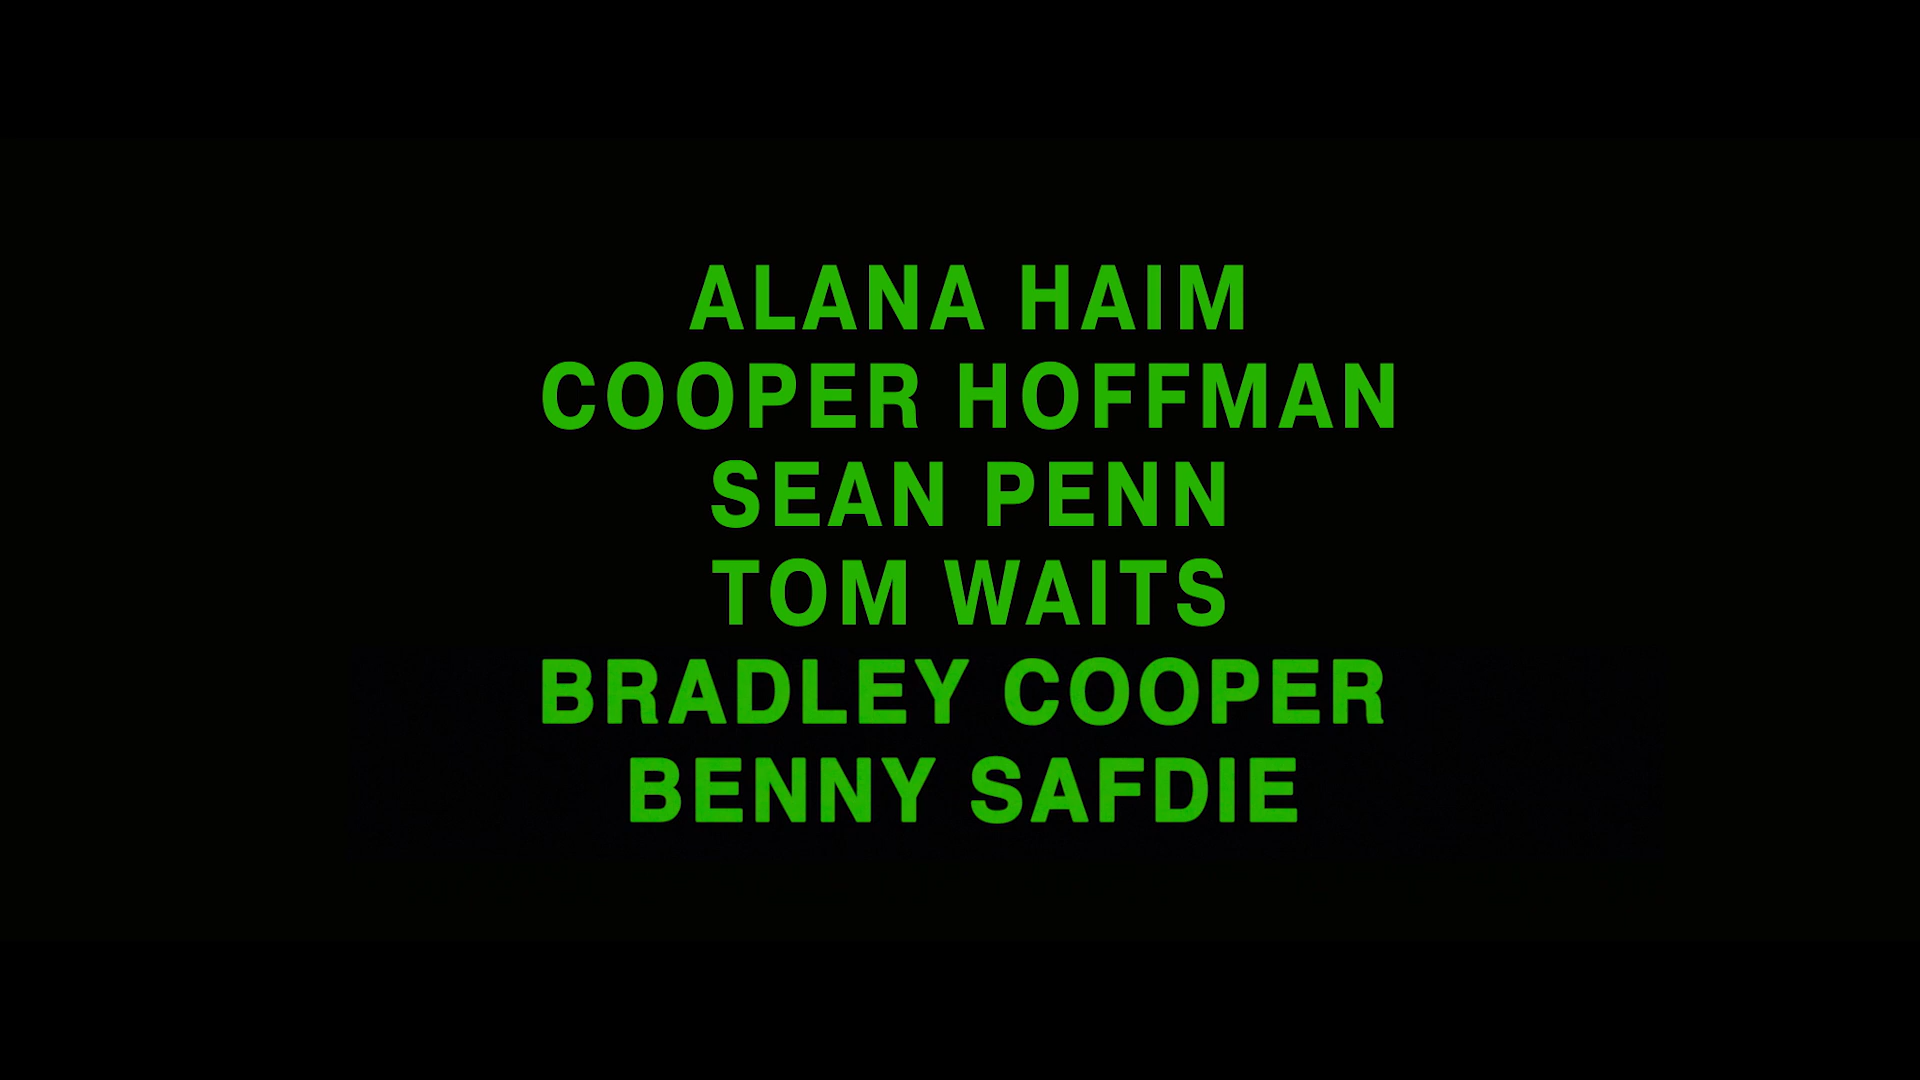 ALANA HAIM
COOPER HOFFMAN
SEAN PENN
TOM WAITS
BRADLEY COOPER
BENNY SAFDIE